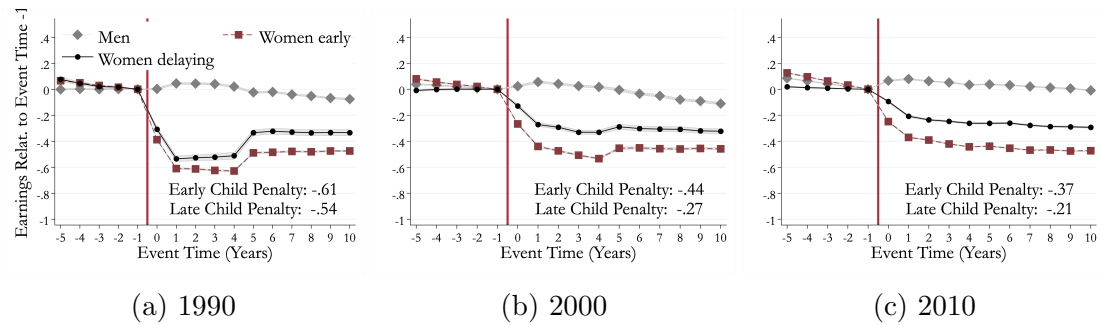 Earnings Relat. to Event Time -1
.4
.2
0
-.2
-.4
-.6
-.8
-1
Men
Women early
Women delaying
Early Child Penalty: -.61
Late Child Penalty: -.54
-5 -4 -3 -2 -1 0 1 2 3 4 5 6 7 8 9 10
Event Time (Years)
(a) 1990
.4
.2
0
-.2
-.4
-.6
-.8
-1
Early Child Penalty: -.44
Late Child Penalty: -.27
-5 -4 -3 -2 -1 0 1 2 3 4 5 6 7 8 9 10
Event Time (Years)
(b) 2000
.4
.2
0
-.2
-.4
-.6
-.8
-1
Early Child Penalty: -.37
Late Child Penalty: -.21
-5 -4 -3 -2 -1 0 1 2 3 4 5 6 7 8 9 10
Event Time (Years)
(c) 2010